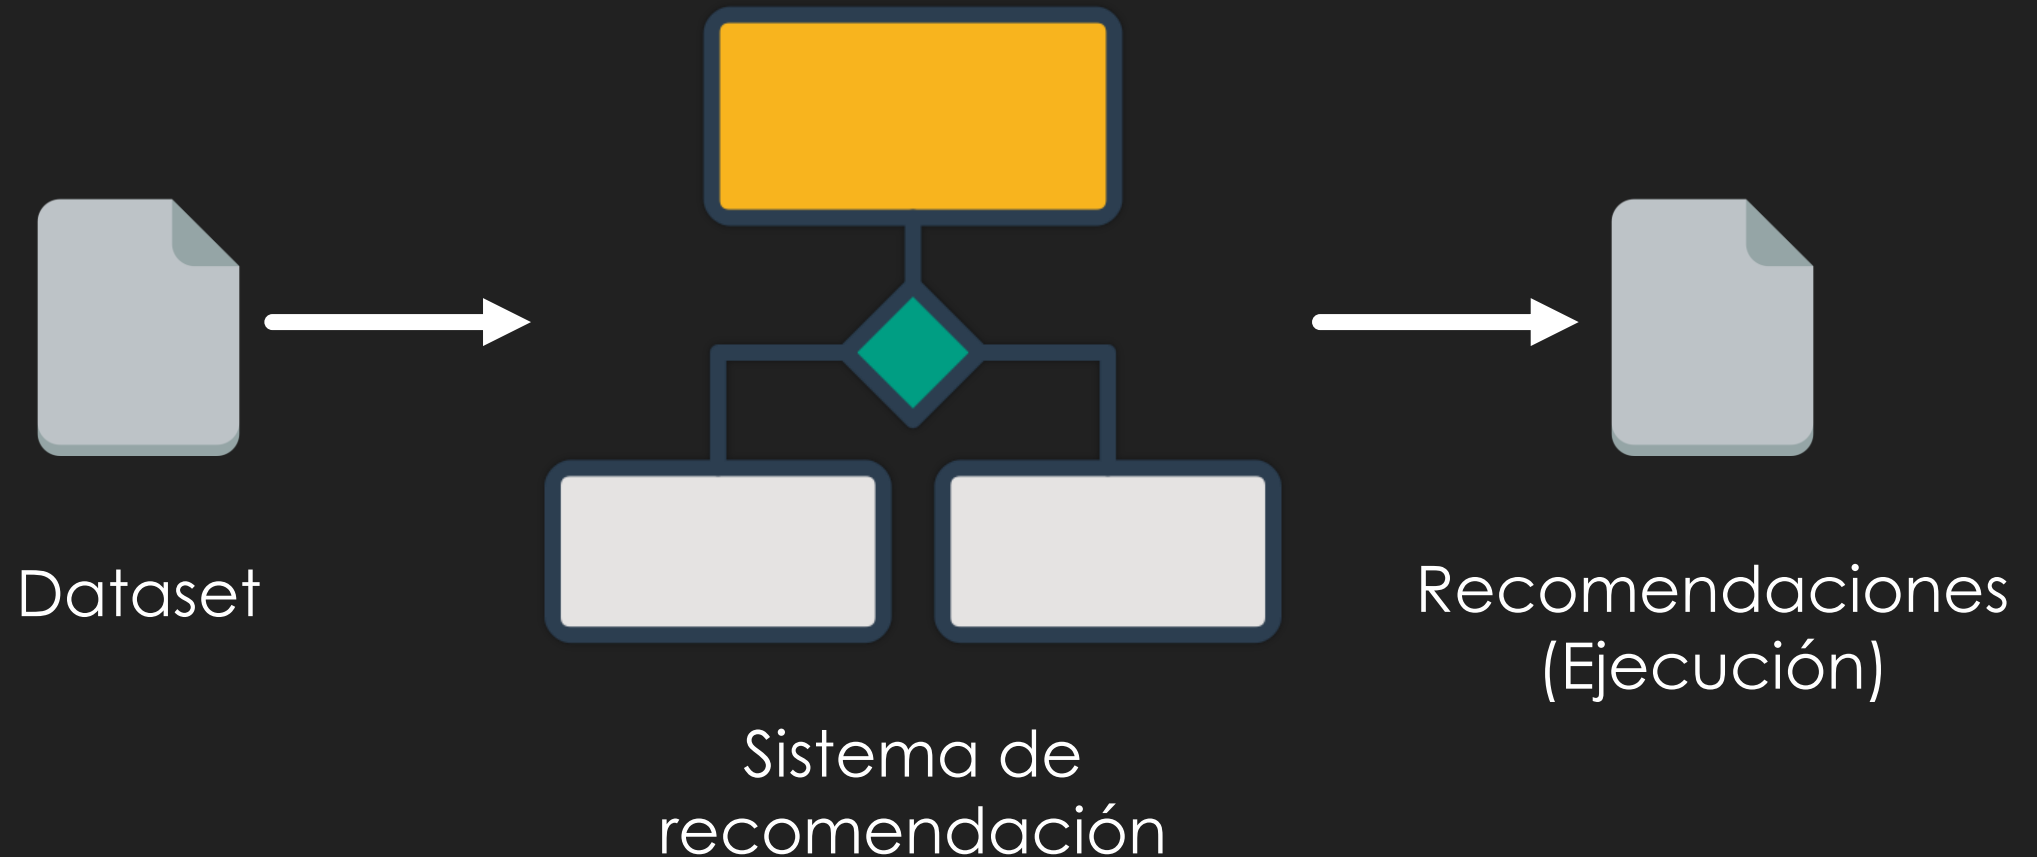 Dataset
Sistema de
recomendación
Recomendaciones
(Ejecución)